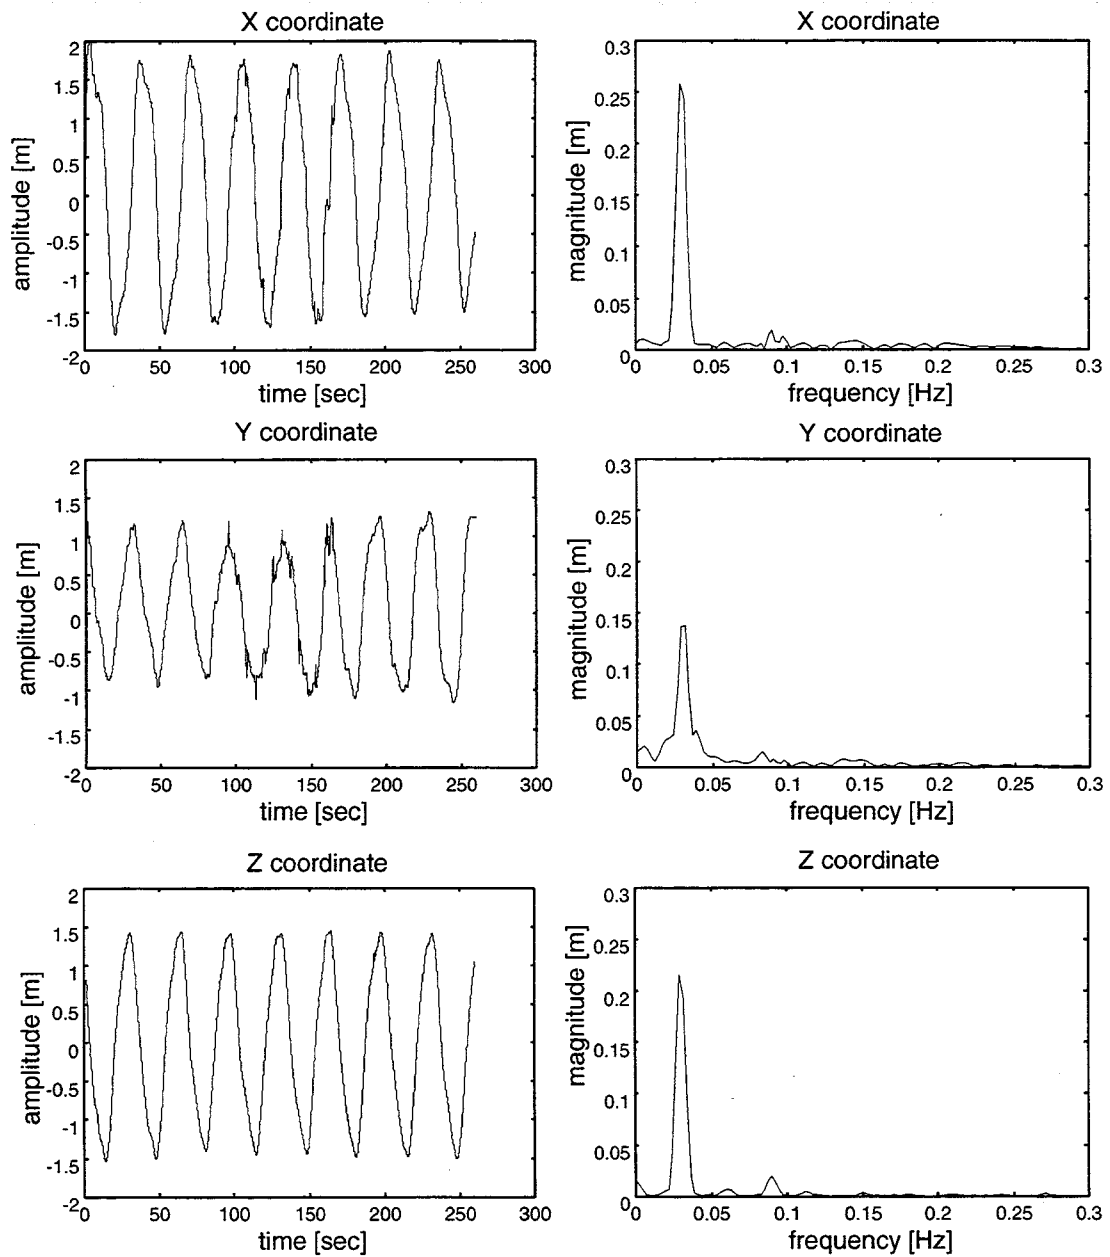 X coordinate
2
1.5
1
0.5
0
-0.5
-1
-1.5
-2
amplitude [m]
0 50 100 150 200 250 300
time [sec]
X coordinate
0.3
0.25
0.2
0.15
0.1
0.05
0
magnitude [m]
0 0.05 0.1 0.15 0.2 0.25 0.3
frequency [Hz]
Y coordinate
2
1.5
1
0.5
0
-0.5
-1
-1.5
-2
amplitude [m]
0 50 100 150 200 250 300
time [sec]
Y coordinate
0.3
0.25
0.2
0.15
0.1
0.05
0
magnitude [m]
0 0.05 0.1 0.15 0.2 0.25 0.3
frequency [Hz]
Z coordinate
2
1.5
1
0.5
0
-0.5
-1
-1.5
-2
amplitude [m]
0 50 100 150 200 250 300
time [sec]
Z coordinate
0.3
0.25
0.2
0.15
0.1
0.05
0
magnitude [m]
0 0.05 0.1 0.15 0.2 0.25 0.3
frequency [Hz]